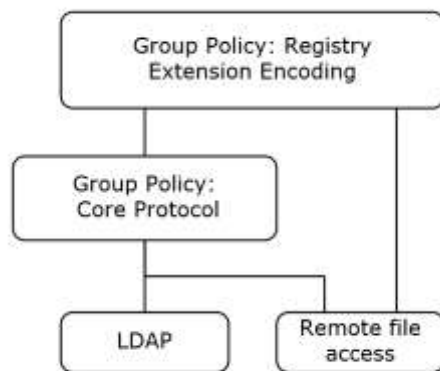 Group Policy: Registry
Extension Encoding
Group Policy:
Core Protocol
LDAP
Remote file
access